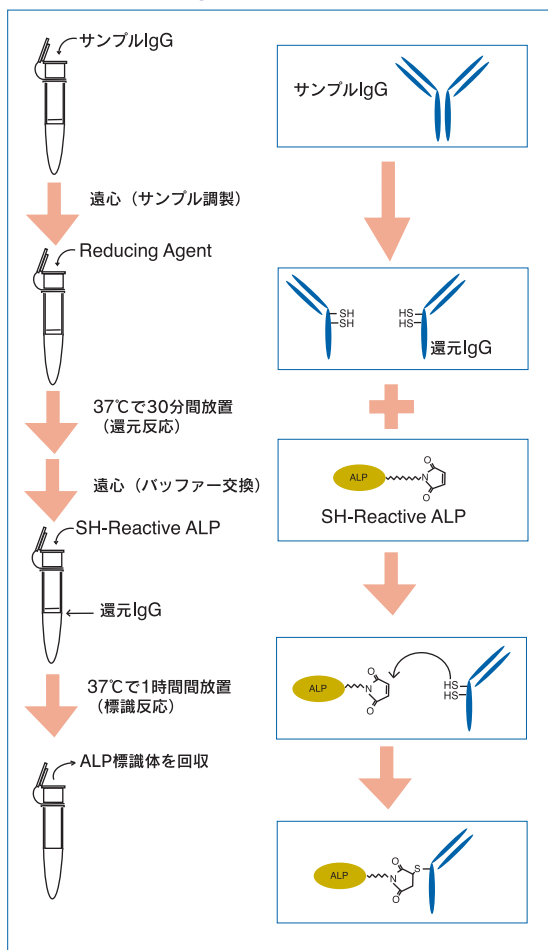 サンプルIgG
遠心（サンプル調製）
Reducing Agent
37℃で30分間放置
（還元反応）
遠心（バッファー交換）
SH-Reactive ALP
還元IgG
37℃で1時間間放置
（標識反応）
ALP標識体を回収
サンプルIgG
SH
SH
HS
HS
還元IgG
ALP
N
O
O
SH-Reactive ALP
ALP
N
O
O
HS
HS
ALP
N
O
O
S